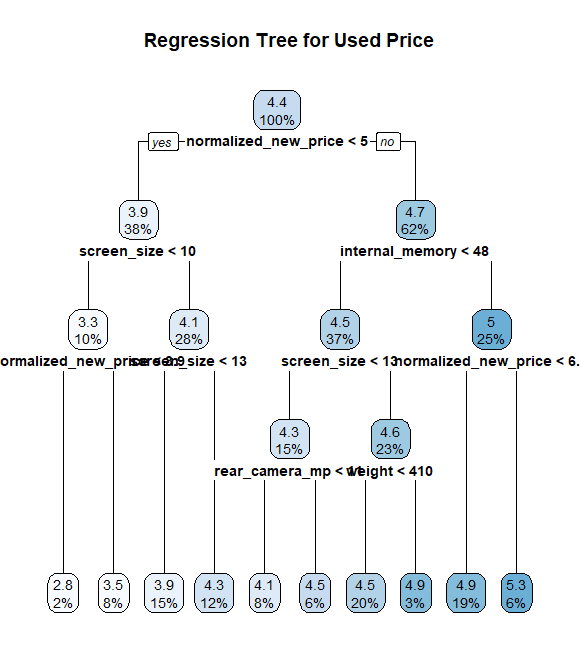 Regression Tree for Used Price
4.4
100%
yes normalized_new_price < 5 no
3.9 4.7
38% 62%
screen_size < 10 internal_memory < 48
3.3 4.1 4.5 5
10% 28% 37% 25%
ormalized_new_price < 3.9 screen_size < 13 screen_size < 13 normalized_new_price < 6.
4.3 4.6
15% 23%
rear_camera_mp < 11 weight < 410
2.8 3.5 3.9 4.3 4.1 4.5 4.5 4.9 4.9 5.3
2% 8% 15% 12% 8% 6% 20% 3% 19% 6%